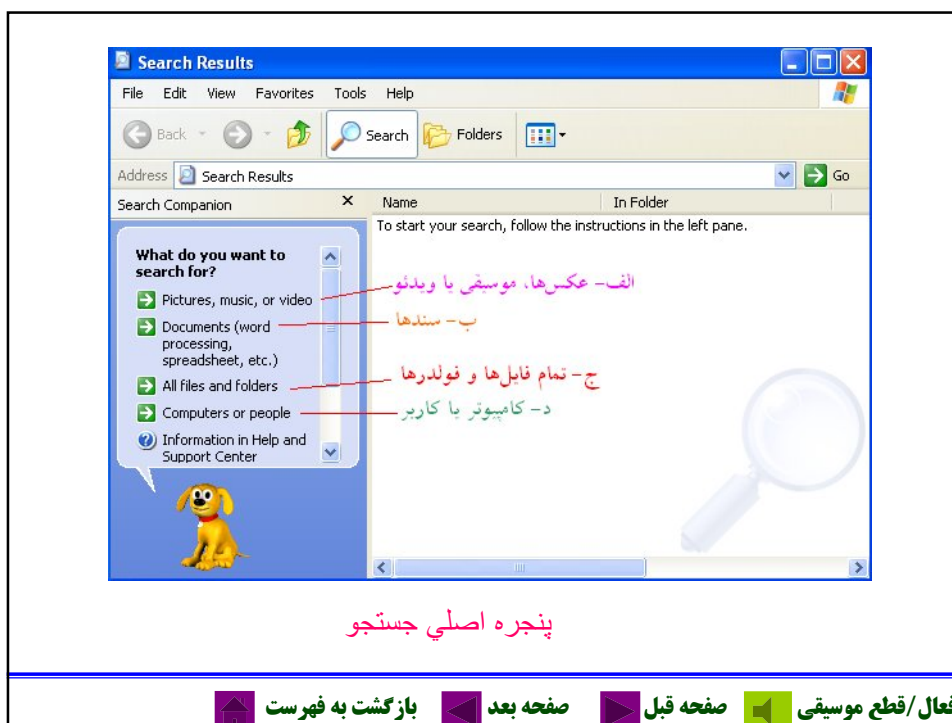 Search Results
File Edit View Favorites Tools Help
Back Search Folders
Address Search Results Go
Search Companion
Name In Folder
To start your search, follow the instructions in the left pane.
What do you want to
search for?
Pictures, music, or video
الف- عکس‌ها، موسیقی یا ویدئو
Documents (word
processing,
spreadsheet, etc.)
ب- سندها
All files and folders
ج- تمام فایل‌ها و فولدرها
Computers or people
د- کامپیوتر یا کاربر
Information in Help and
Support Center
پنجره اصلي جستجو
قطع موسیقی صفحه قبل صفحه بعد بازگشت به فهرست